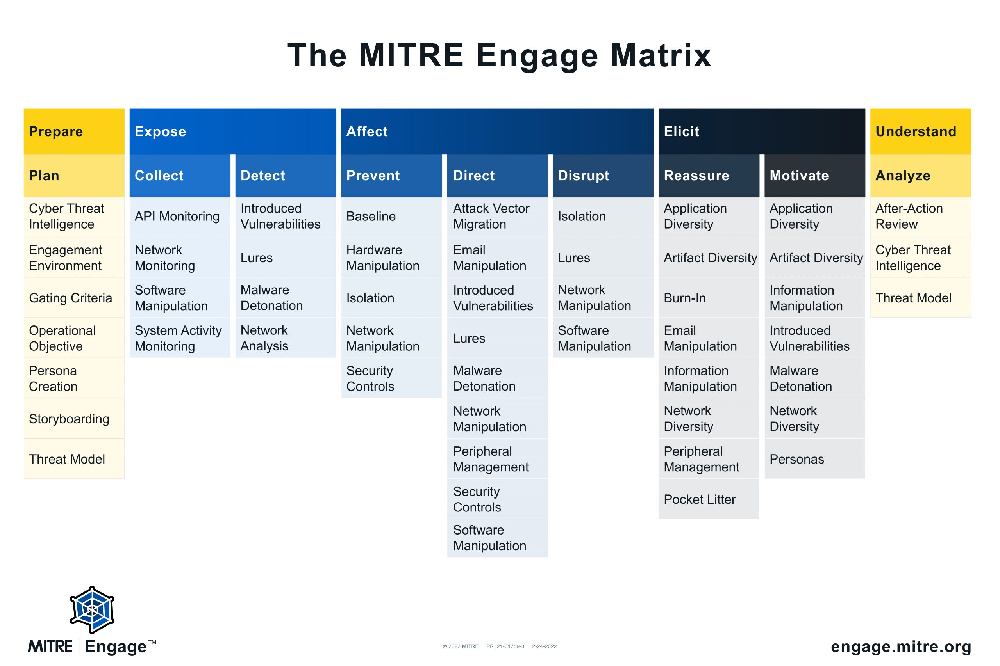 The MITRE Engage Matrix
Prepare
Expose
Affect
Elicit
Understand
Plan
Collect
Detect
Prevent
Direct
Disrupt
Reassure
Motivate
Analyze
Cyber Threat
Intelligence
Engagement
Environment
Gating Criteria
Operational
Objective
Persona
Creation
Storyboarding
Threat Model
API Monitoring
Network
Monitoring
Software
Manipulation
System Activity
Monitoring
Introduced
Vulnerabilities
Lures
Malware
Detonation
Network
Analysis
Baseline
Hardware
Manipulation
Isolation
Network
Manipulation
Security
Controls
Attack Vector
Migration
Email
Manipulation
Introduced
Vulnerabilities
Lures
Malware
Detonation
Network
Manipulation
Peripheral
Management
Security
Controls
Software
Manipulation
Isolation
Lures
Network
Manipulation
Software
Manipulation
Application
Diversity
Artifact Diversity
Burn-In
Email
Manipulation
Information
Manipulation
Network
Diversity
Peripheral
Management
Pocket Litter
Application
Diversity
Artifact Diversity
Information
Manipulation
Introduced
Vulnerabilities
Malware
Detonation
Network
Diversity
Personas
After-Action
Review
Cyber Threat
Intelligence
Threat Model
MITRE | Engage™
© 2022 MITRE PR_21-01759-3 2-24-2022
engage.mitre.org